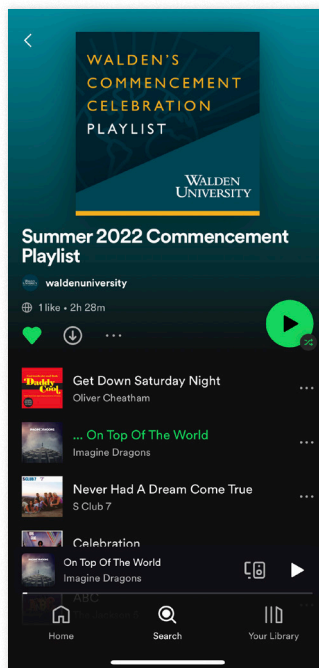 WALDEN'S
COMMENCEMENT
CELEBRATION
PLAYLIST
WALDEN
UNIVERSITY
Summer 2022 Commencement
Playlist
waldenuniversity
1 like • 2h 28m
Daddy
Cool
Get Down Saturday Night
Oliver Cheatham
... On Top Of The World
Imagine Dragons
S CLUB 7
Never Had A Dream Come True
S Club 7
Celebration
On Top Of The World
Imagine Dragons
ABC
Home
Search
Your Library